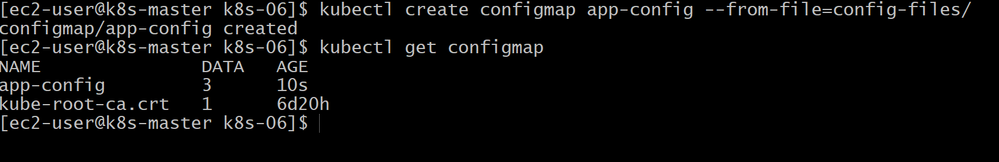 [ec2-user@k8s-master k8s-06]$ kubectl create configmap app-config --from-file=config-files/
configmap/app-config created
[ec2-user@k8s-master k8s-06]$ kubectl get configmap
NAME               DATA   AGE
app-config         3      10s
kube-root-ca.crt   1      6d20h
[ec2-user@k8s-master k8s-06]$